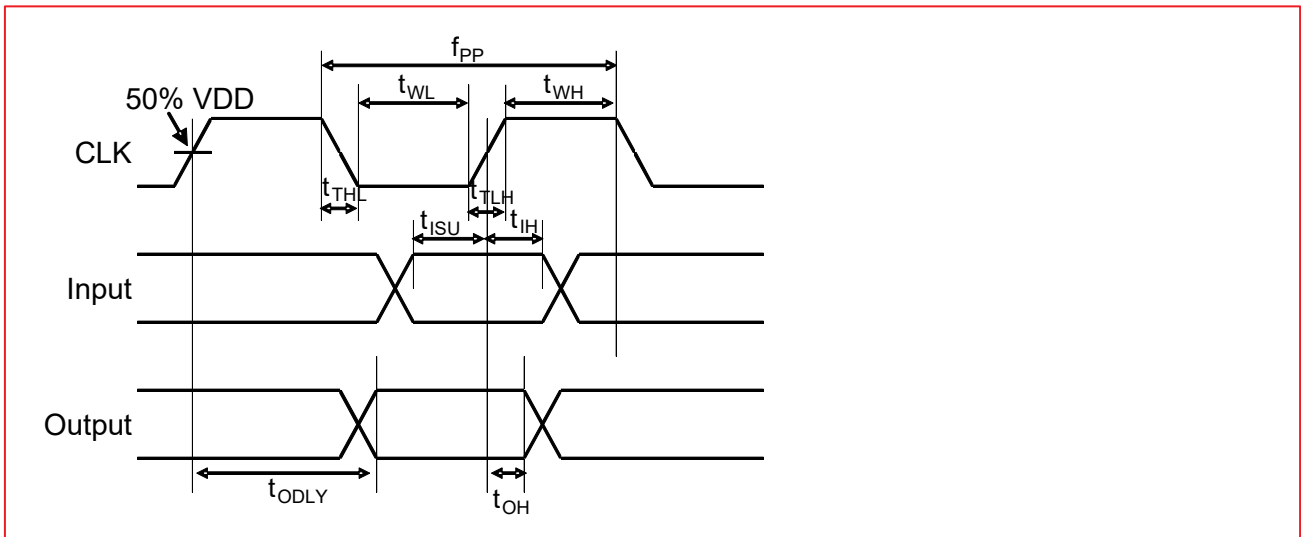 fPP
tWL
tWH
50% VDD
CLK
tTHL
tTLH
tISU
tIH
Input
Output
tODLY
tOH